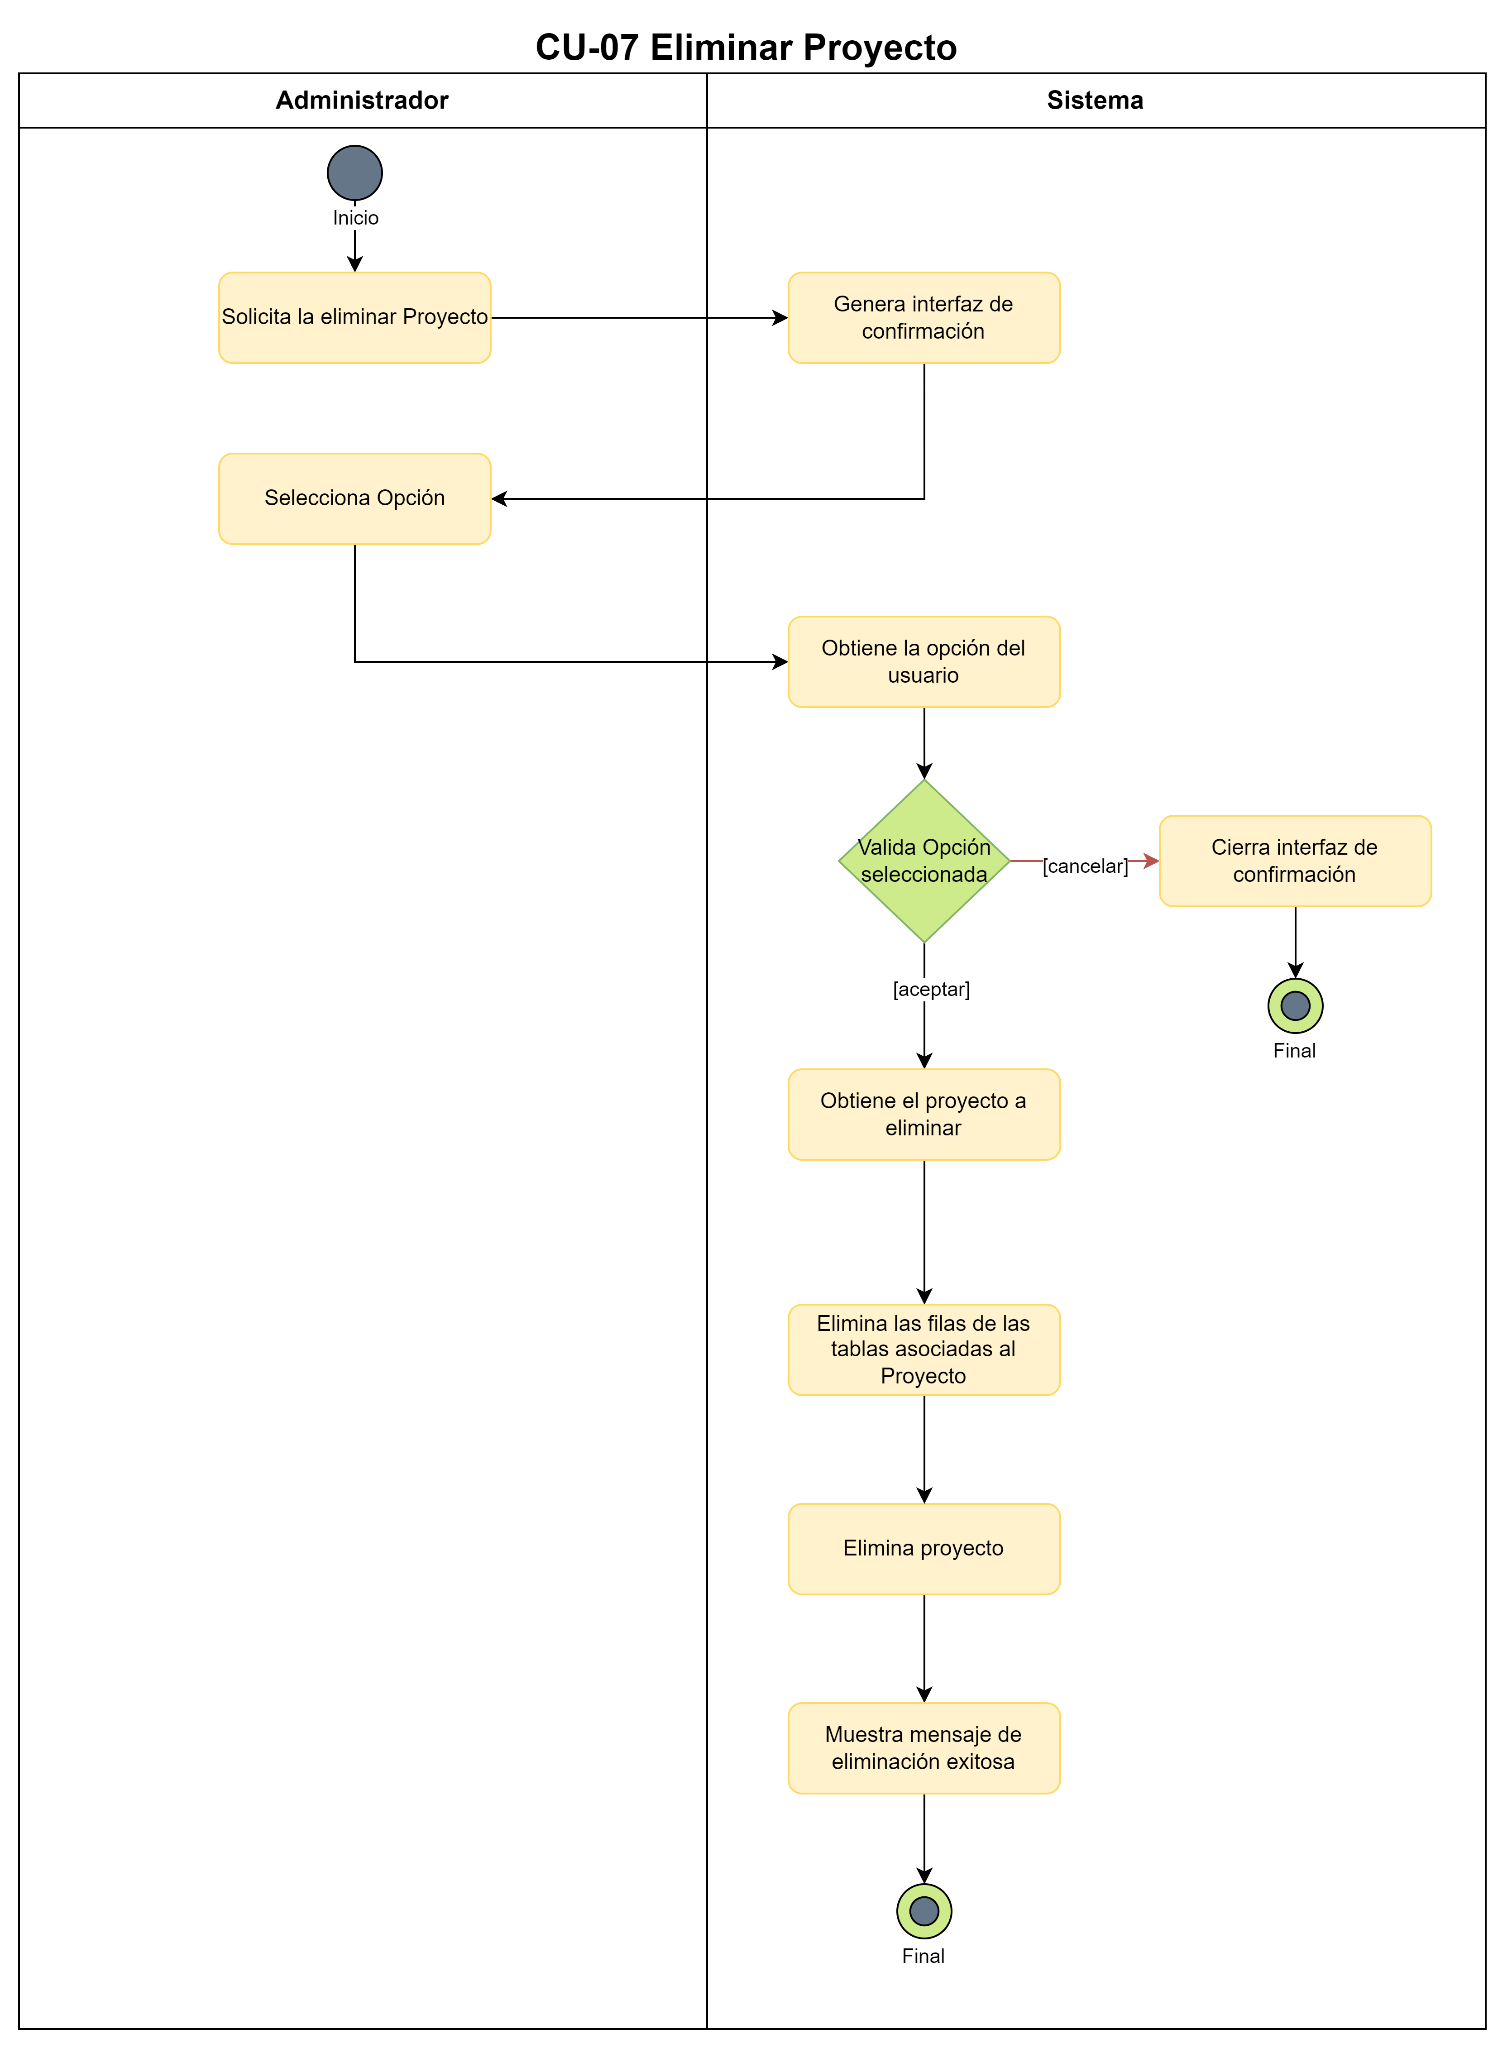 CU-07 Eliminar Proyecto
Administrador
Sistema
Inicio
Solicita la eliminar Proyecto
Genera interfaz de
confirmación
Selecciona Opción
Obtiene la opción del
usuario
Valida Opción
seleccionada
[cancelar]
Cierra interfaz de
confirmación
[aceptar]
Final
Obtiene el proyecto a
eliminar
Elimina las filas de las
tablas asociadas al
Proyecto
Elimina proyecto
Muestra mensaje de
eliminación exitosa
Final